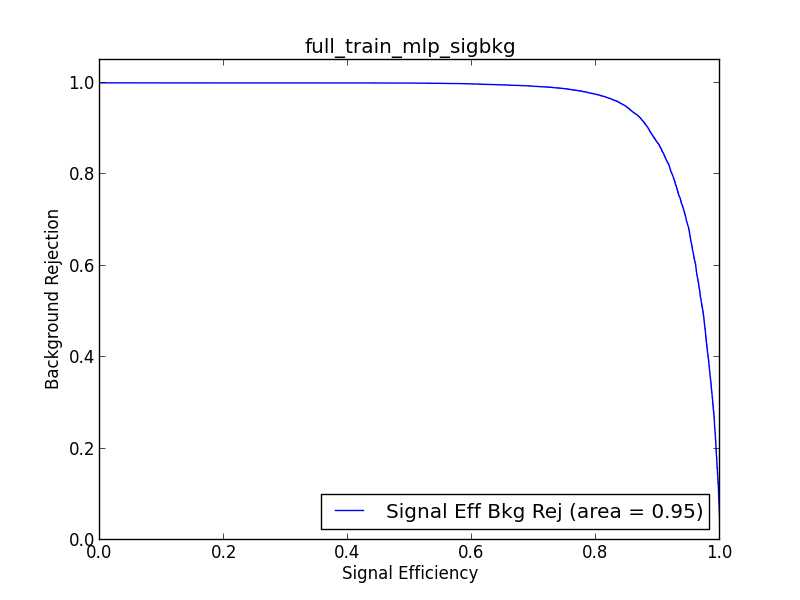 full_train_mlp_sigbkg
1.0
0.8
0.6
0.4
0.2
0.0
Background Rejection
Signal Eff Bkg Rej (area = 0.95)
0.0 0.2 0.4 0.6 0.8 1.0
Signal Efficiency